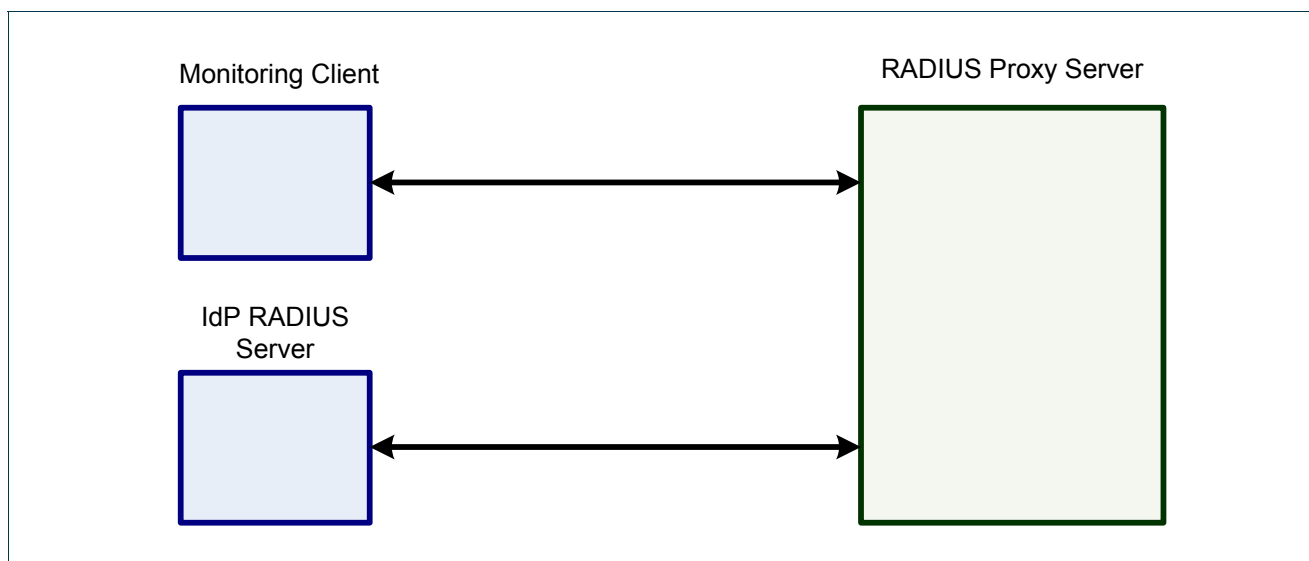 Monitoring Client
RADIUS Proxy Server
IdP RADIUS
Server